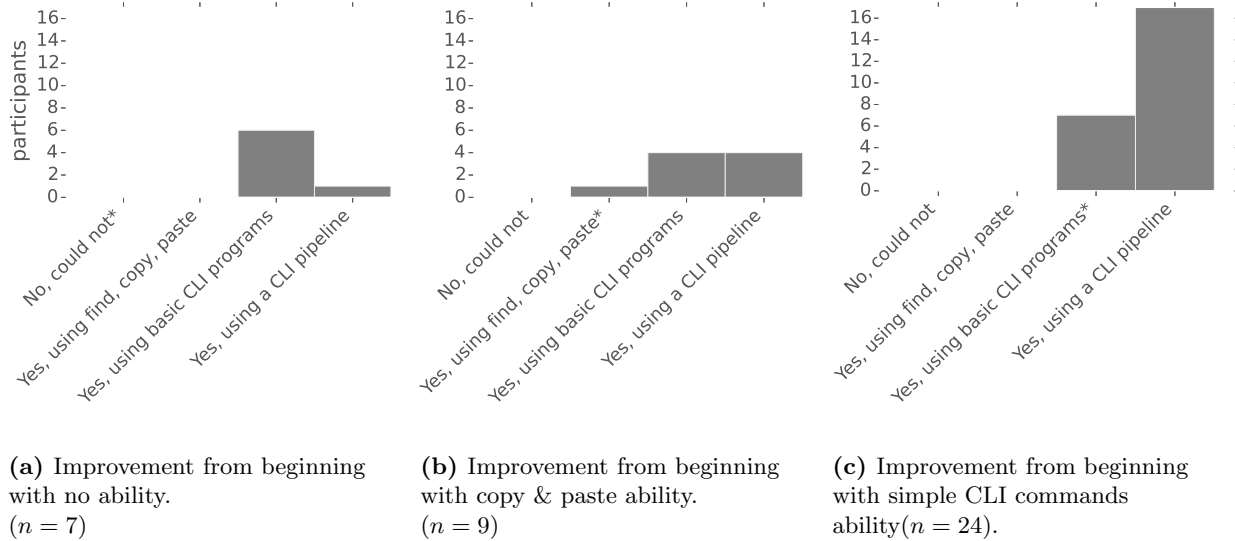 participants
16
14
12
10
8
6
4
2
0
No, could not*
Yes, using find, copy, paste
Yes, using basic CLI programs
Yes, using a CLI pipeline
(a) Improvement from beginning
with no ability.
(n = 7)
16
14
12
10
8
6
4
2
0
No, could not
Yes, using find, copy, paste*
Yes, using basic CLI programs
Yes, using a CLI pipeline
(b) Improvement from beginning
with copy & paste ability.
(n = 9)
16
14
12
10
8
6
4
2
0
No, could not
Yes, using find, copy, paste
Yes, using basic CLI programs*
Yes, using a CLI pipeline
(c) Improvement from beginning
with simple CLI commands
ability(n = 24).